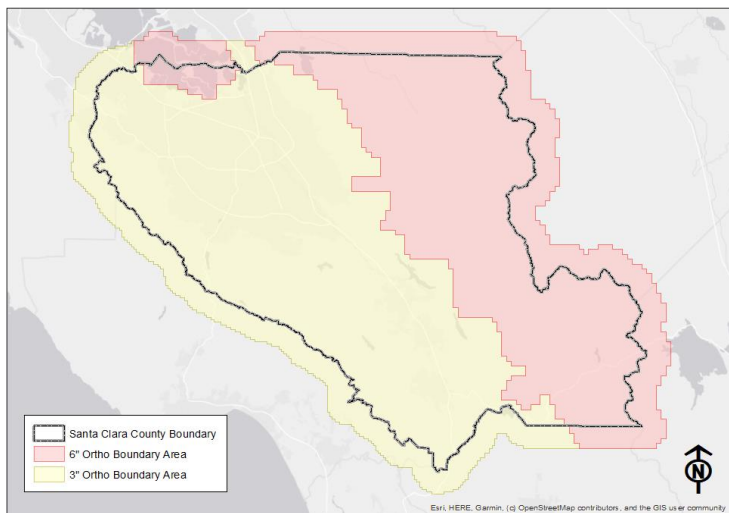 Santa Clara County Boundary
6" Ortho Boundary Area
3" Ortho Boundary Area
N
Esri, HERE, Garmin, (c) OpenStreetMap contributors, and the GIS user community